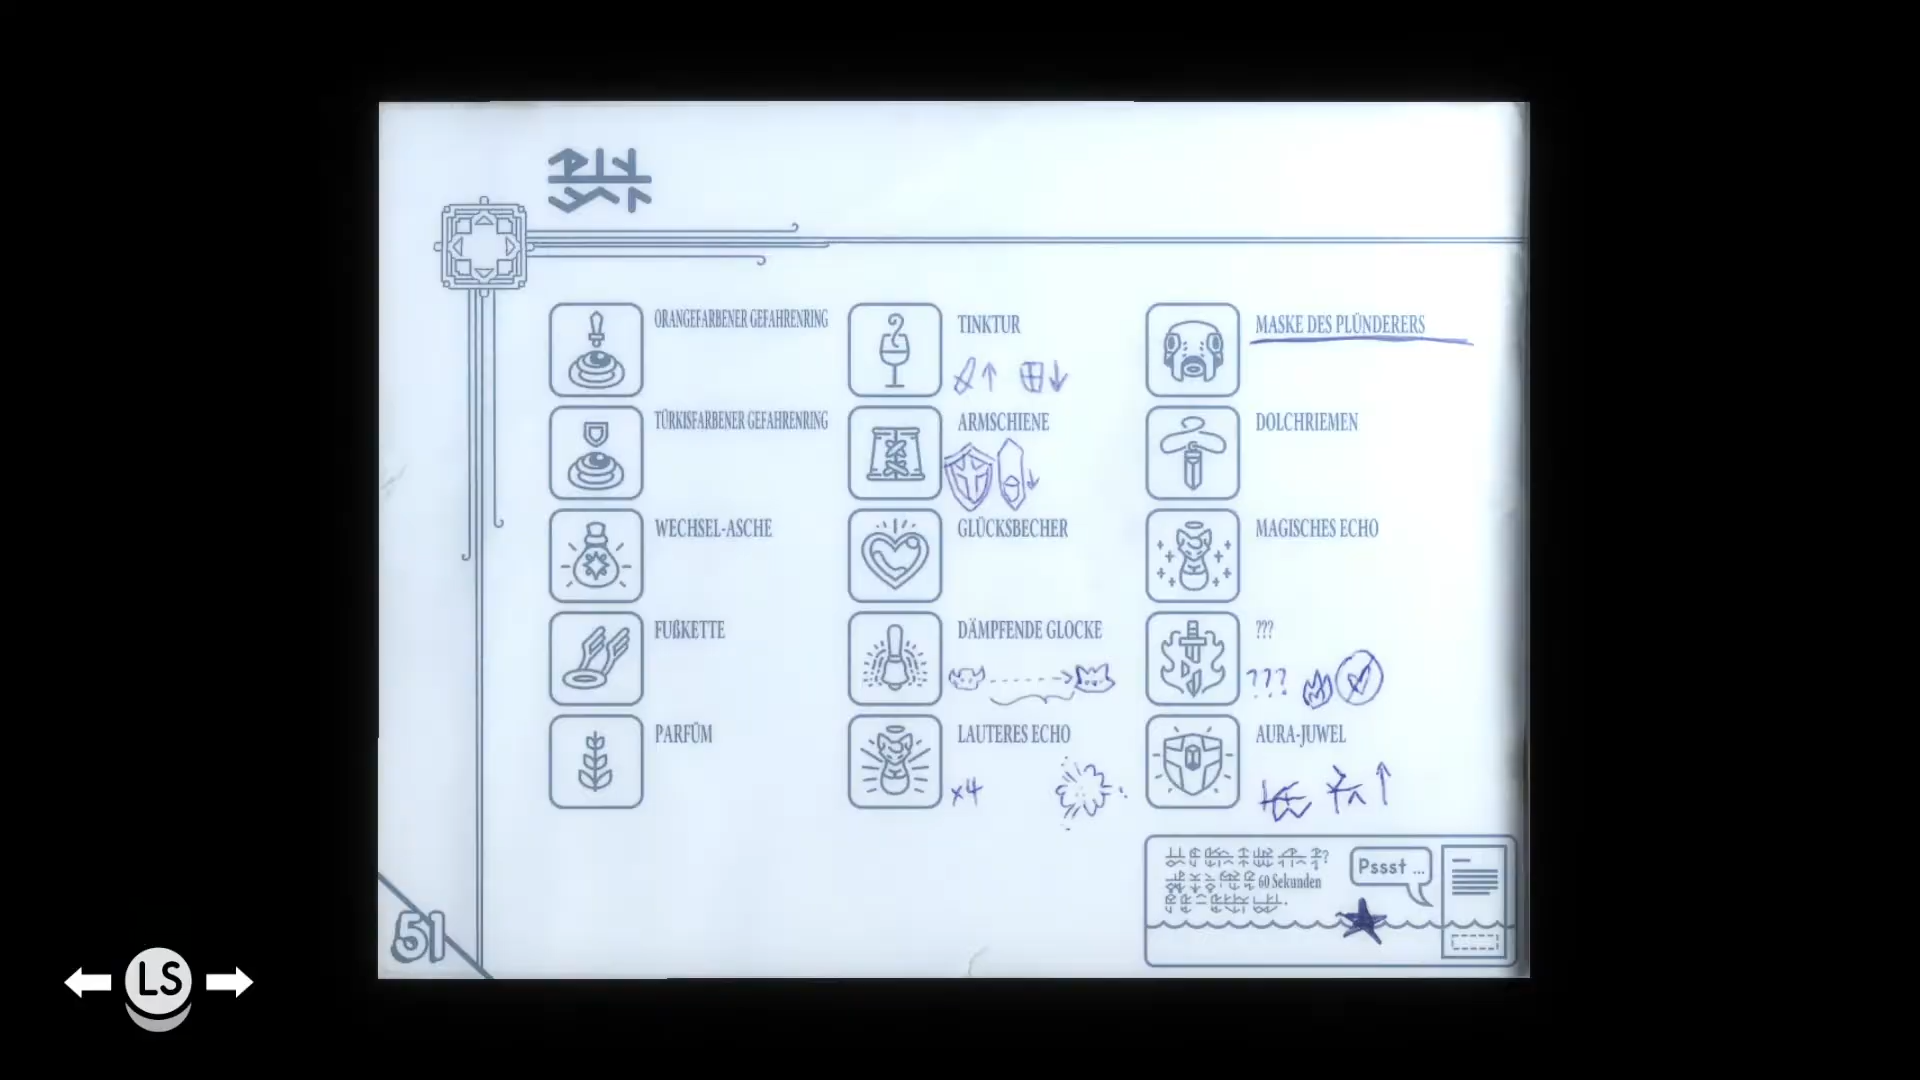 ORANGEFARBENER GEFAHRENRING
TÜRKISFARBENER GEFAHRENRING
WECHSEL-ASCHE
FUßKETTE
PARFÜM
TINKTUR
ARMSCHIENE
GLÜCKSBECHER
DÄMPFENDE GLOCKE
LAUTERES ECHO
x4
MASKE DES PLÜNDERERS
DOLCHRIEMEN
MAGISCHES ECHO
???
???
AURA-JUWEL
60 Sekunden
Pssst ...
51
LS